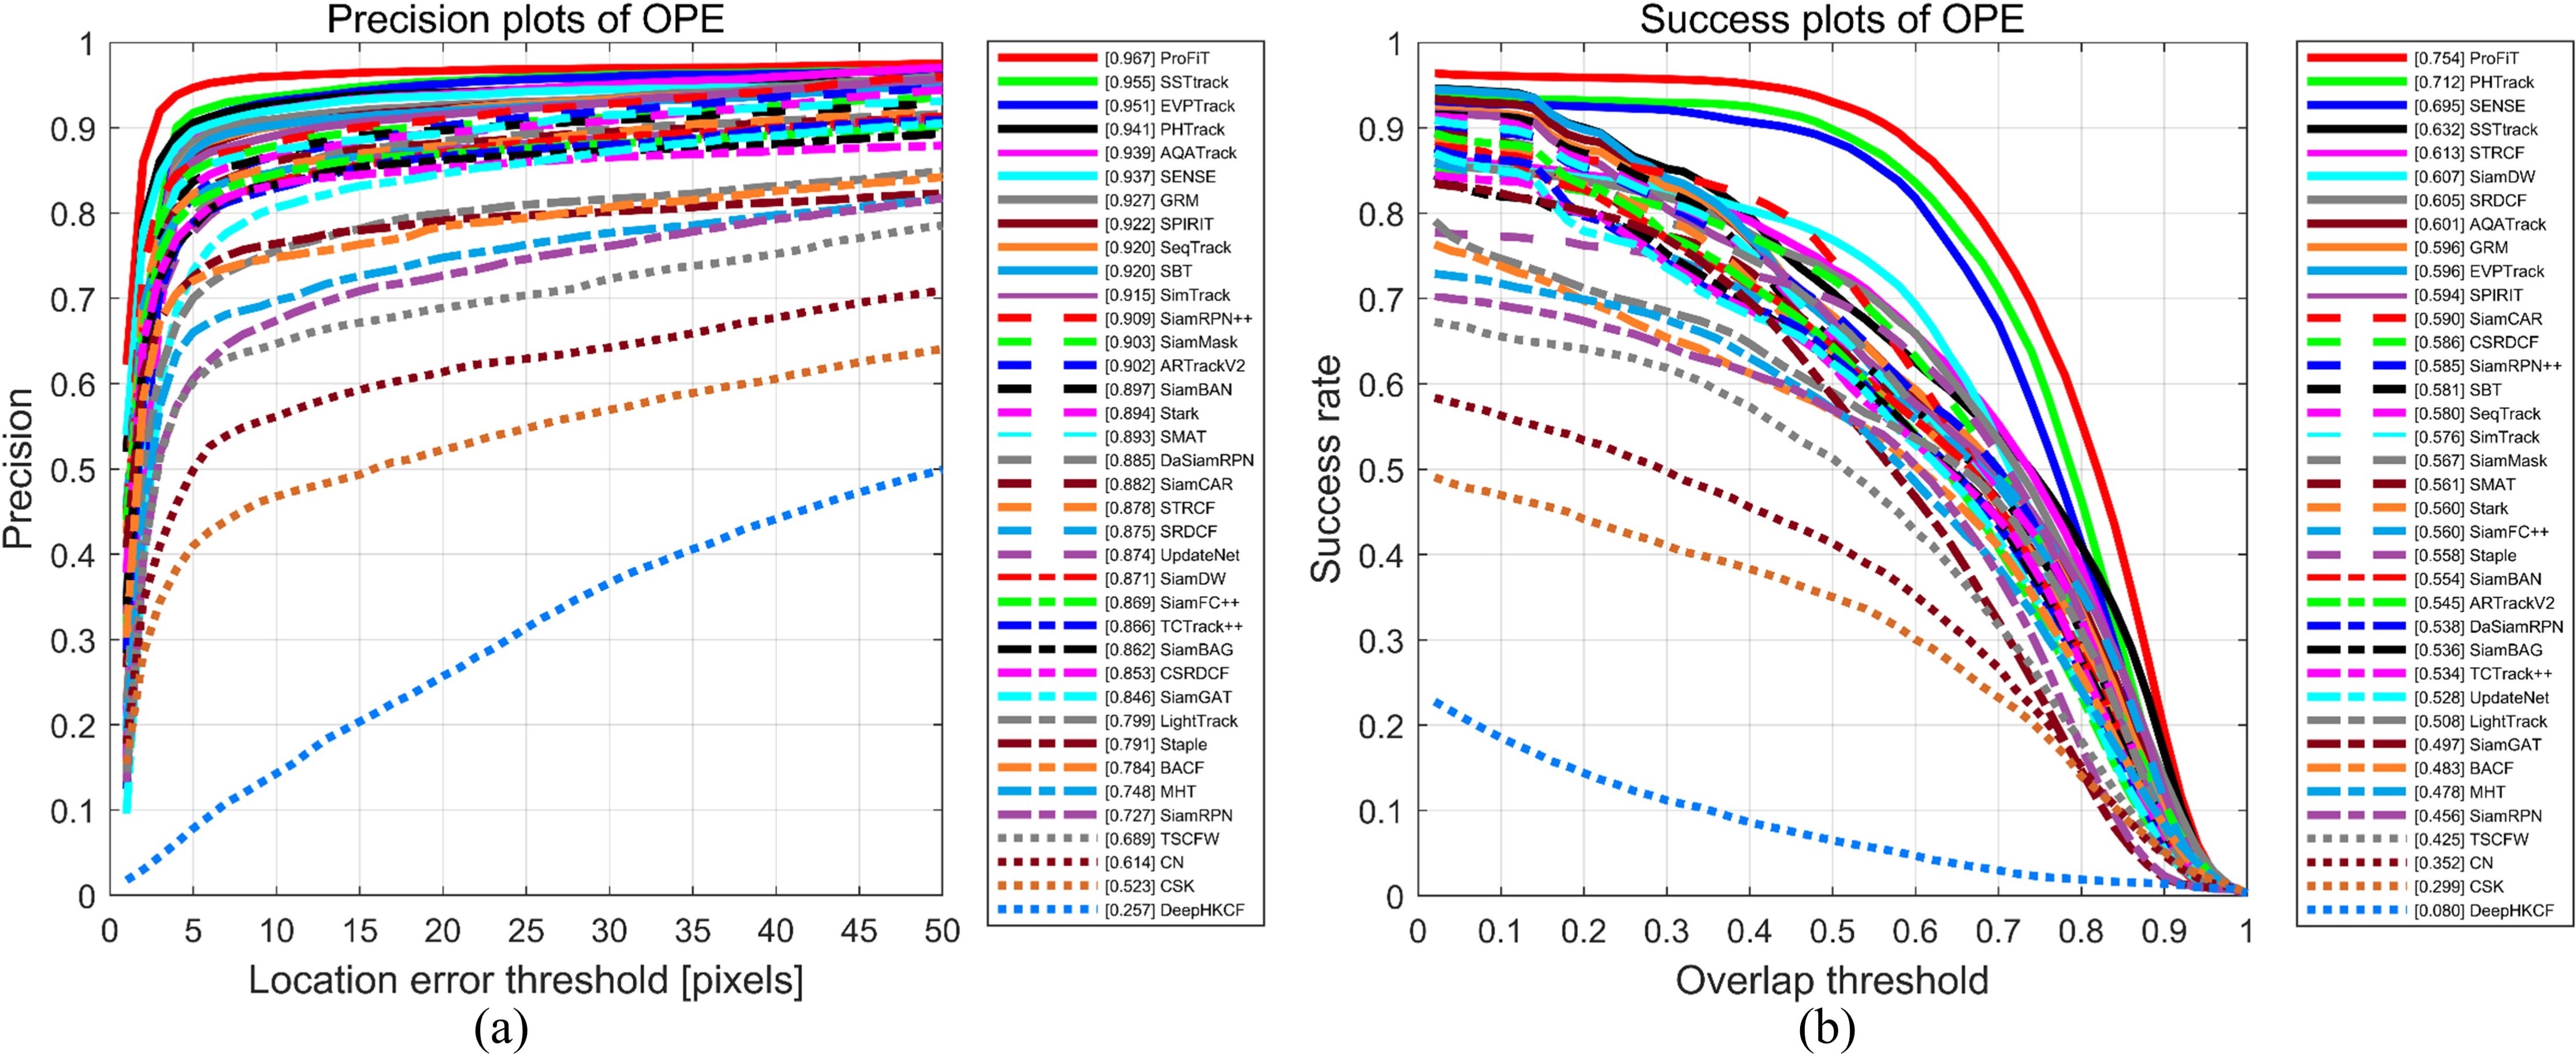 Precision plots of OPE
Precision
1
0.9
0.8
0.7
0.6
0.5
0.4
0.3
0.2
0.1
0
0 5 10 15 20 25 30 35 40 45 50
Location error threshold [pixels]
[0.967] ProFiT
[0.955] SSTtrack
[0.951] EVPTrack
[0.941] PHTrack
[0.939] AQATrack
[0.937] SENSE
[0.927] GRM
[0.922] SPIRIT
[0.920] SeqTrack
[0.920] SBT
[0.915] SimTrack
[0.909] SiamRPN++
[0.903] SiamMask
[0.902] ARTrackV2
[0.897] SiamBAN
[0.894] Stark
[0.893] SMAT
[0.885] DaSiamRPN
[0.882] SiamCAR
[0.878] STRCF
[0.875] SRDCF
[0.874] UpdateNet
[0.871] SiamDW
[0.869] SiamFC++
[0.866] TCTrack++
[0.862] SiamBAG
[0.853] CSRDCF
[0.846] SiamGAT
[0.799] LightTrack
[0.791] Staple
[0.784] BACF
[0.748] MHT
[0.727] SiamRPN
[0.689] TSCFW
[0.614] CN
[0.523] CSK
[0.257] DeepHKCF
(a)
Success plots of OPE
Success rate
1
0.9
0.8
0.7
0.6
0.5
0.4
0.3
0.2
0.1
0
0 0.1 0.2 0.3 0.4 0.5 0.6 0.7 0.8 0.9 1
Overlap threshold
[0.754] ProFiT
[0.712] PHTrack
[0.695] SENSE
[0.632] SSTtrack
[0.613] STRCF
[0.607] SiamDW
[0.605] SRDCF
[0.601] AQATrack
[0.596] GRM
[0.596] EVPTrack
[0.594] SPIRIT
[0.590] SiamCAR
[0.586] CSRDCF
[0.585] SiamRPN++
[0.581] SBT
[0.580] SeqTrack
[0.576] SimTrack
[0.567] SiamMask
[0.561] SMAT
[0.560] Stark
[0.560] SiamFC++
[0.558] Staple
[0.554] SiamBAN
[0.545] ARTrackV2
[0.538] DaSiamRPN
[0.536] SiamBAG
[0.534] TCTrack++
[0.528] UpdateNet
[0.508] LightTrack
[0.497] SiamGAT
[0.483] BACF
[0.478] MHT
[0.456] SiamRPN
[0.425] TSCFW
[0.352] CN
[0.299] CSK
[0.080] DeepHKCF
(b)